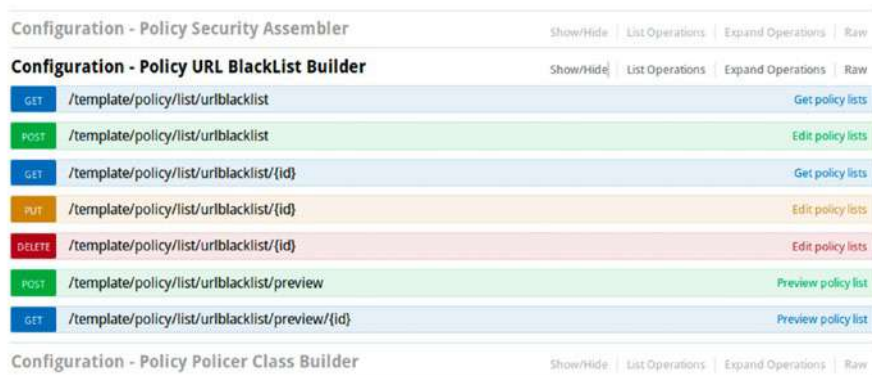 Configuration - Policy Security Assembler Show/Hide List Operations Expand Operations Raw
Configuration - Policy URL BlackList Builder Show/Hide List Operations Expand Operations Raw
GET /template/policy/list/urlblacklist Get policy lists
POST /template/policy/list/urlblacklist Edit policy lists
GET /template/policy/list/urlblacklist/{id} Get policy lists
PUT /template/policy/list/urlblacklist/{id} Edit policy lists
DELETE /template/policy/list/urlblacklist/{id} Edit policy lists
POST /template/policy/list/urlblacklist/preview Preview policy list
GET /template/policy/list/urlblacklist/preview/{id} Preview policy list
Configuration - Policy Policer Class Builder Show/Hide List Operations Expand Operations Raw